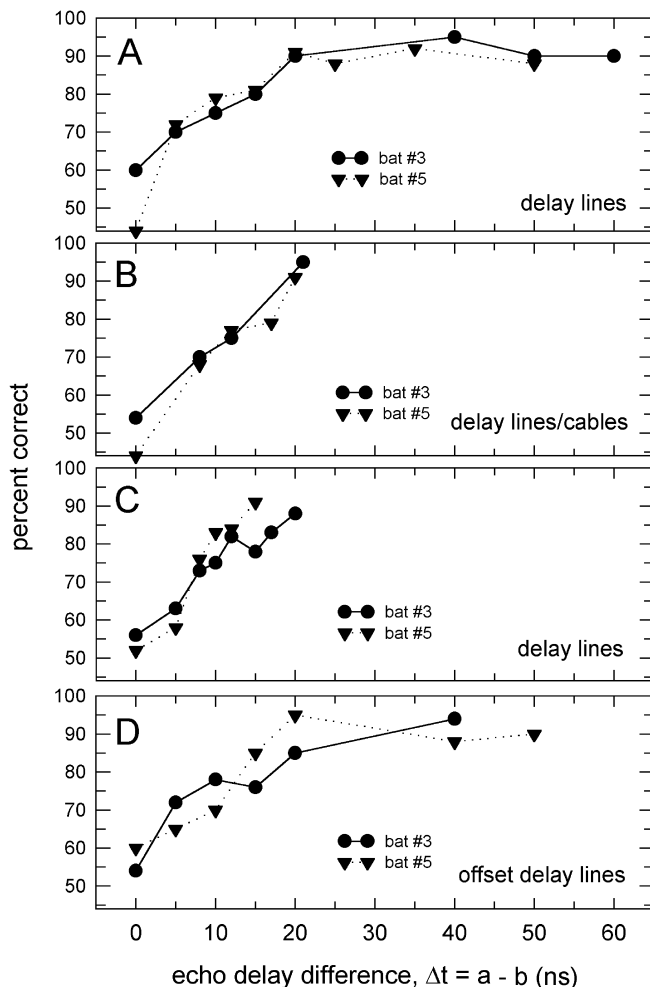 percent correct
A
100
90
80
70
60
50
bat #3
bat #5
delay lines
B
100
90
80
70
60
50
bat #3
bat #5
delay lines/cables
C
100
90
80
70
60
50
bat #3
bat #5
delay lines
D
100
90
80
70
60
50
bat #3
bat #5
offset delay lines
0 10 20 30 40 50 60
echo delay difference, Δt = a - b (ns)